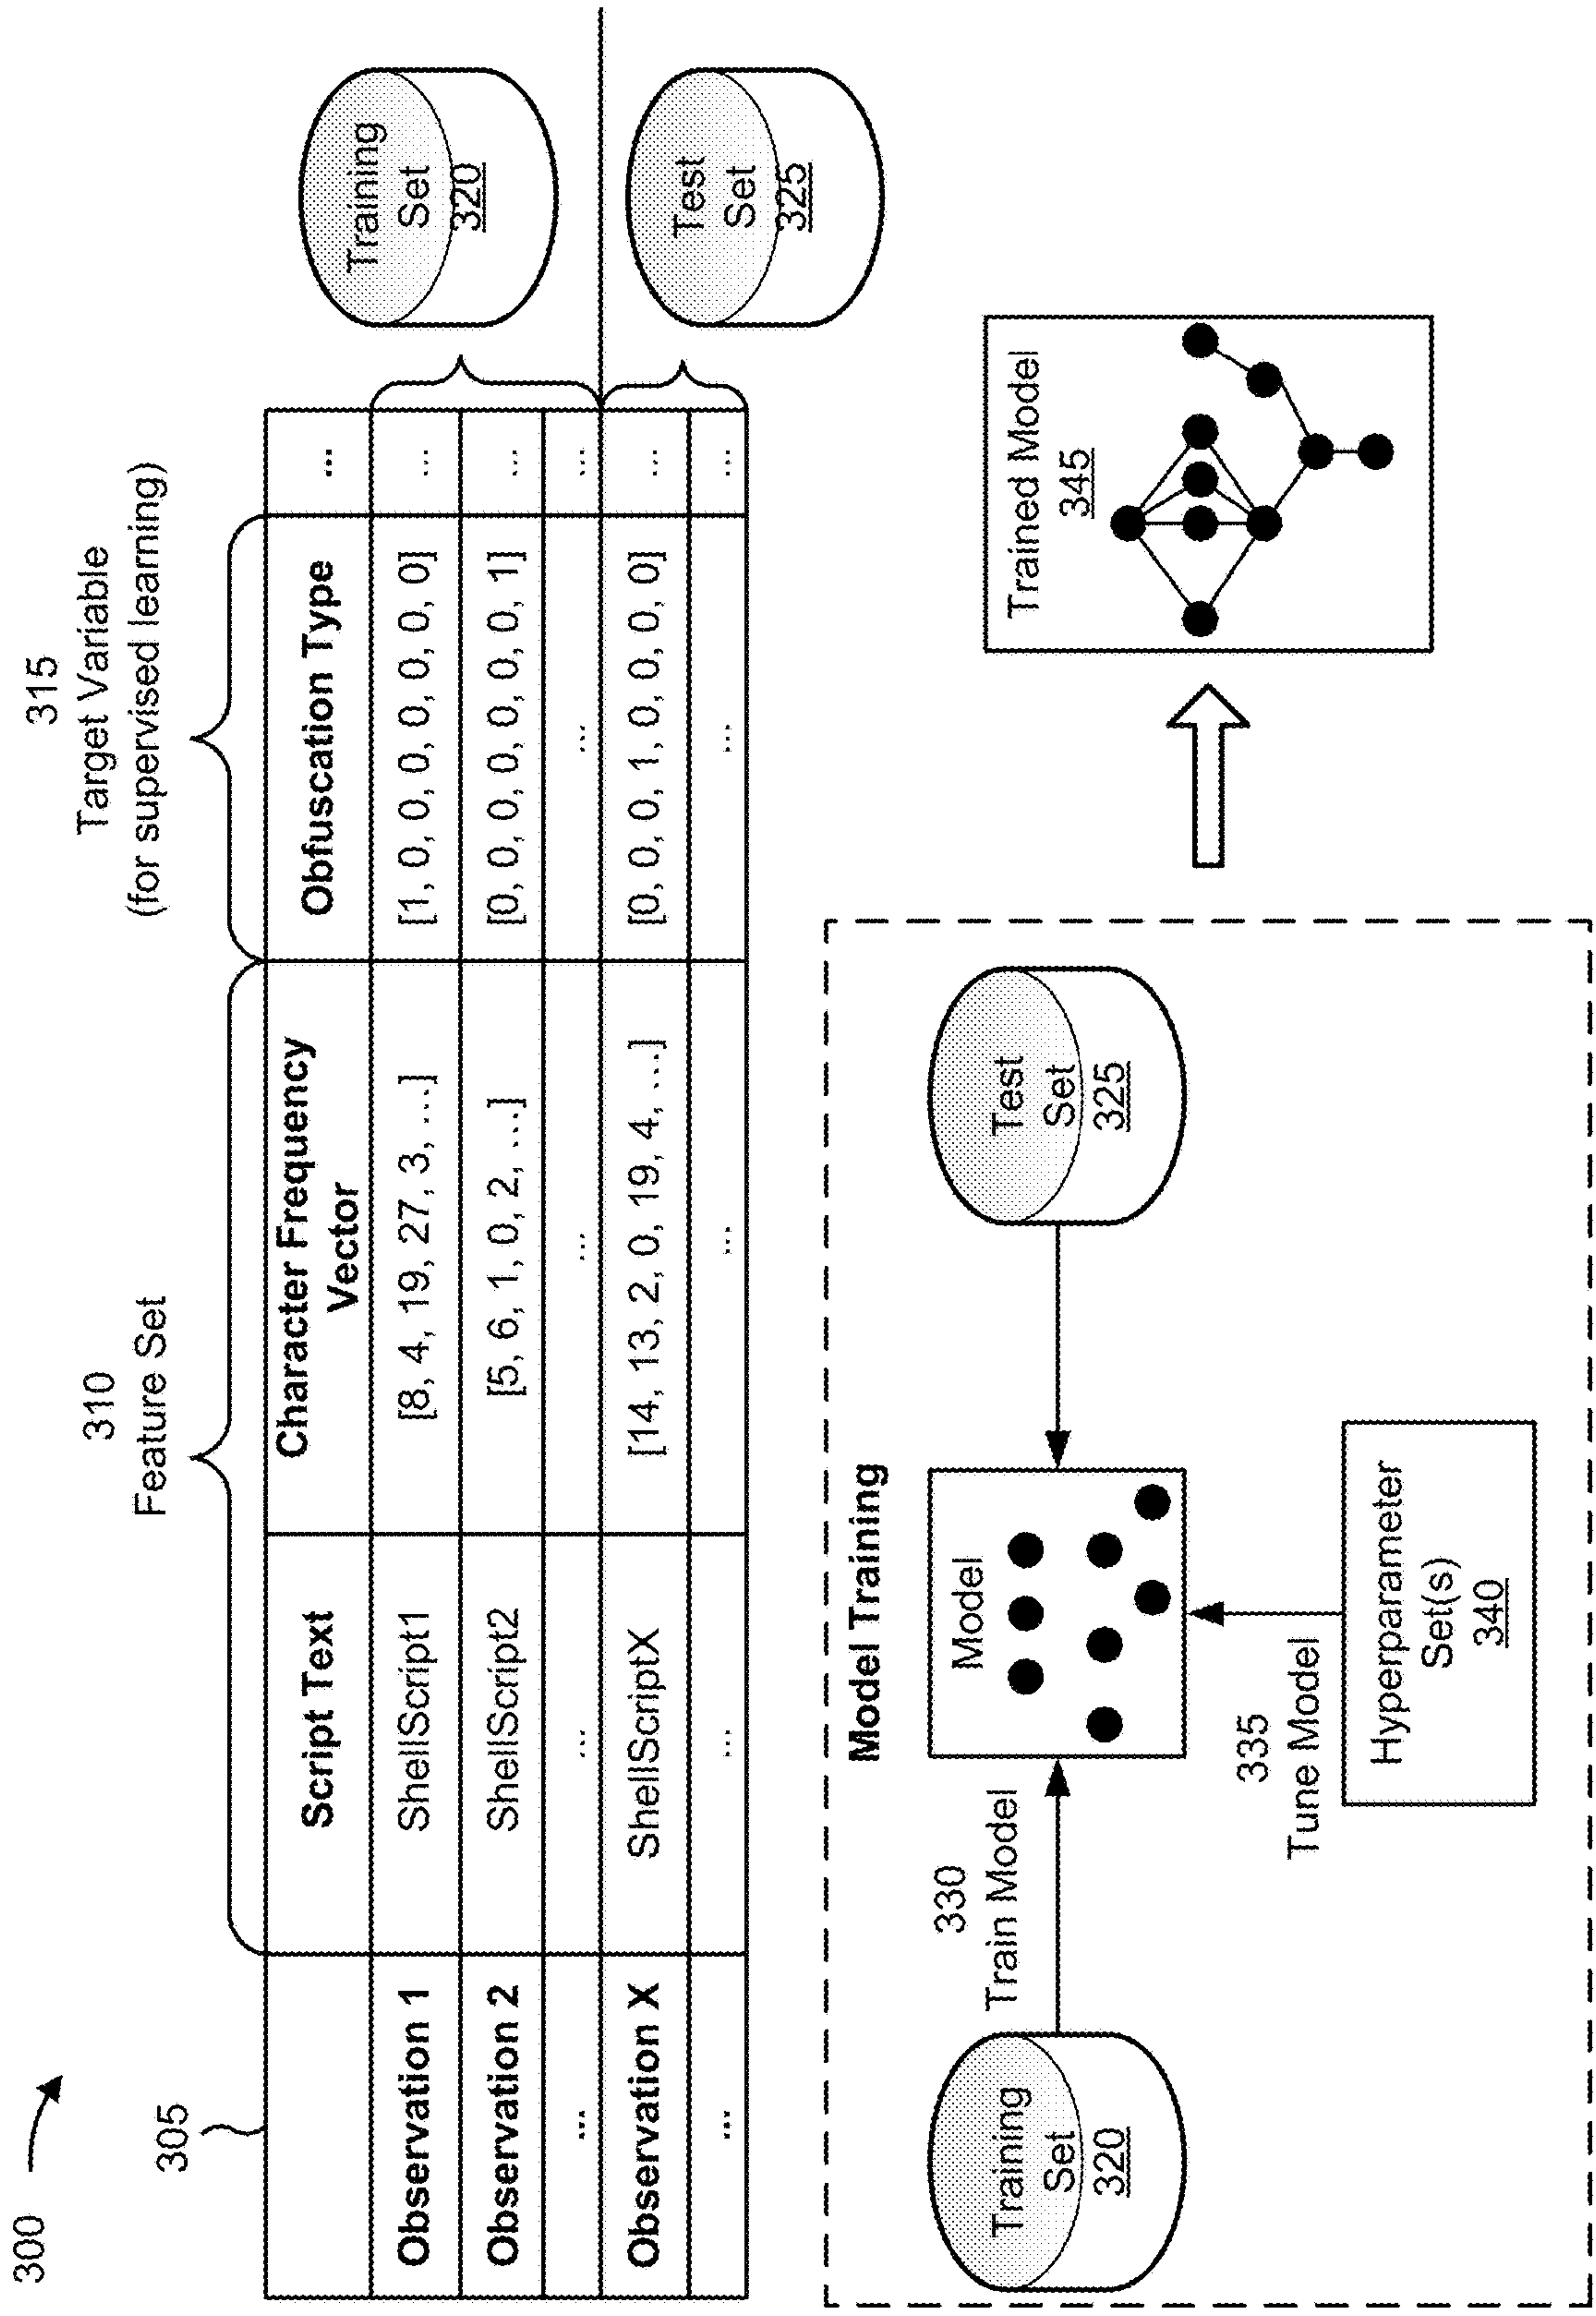 300
305
310
Feature Set
315
Target Variable
(for supervised learning)
Script Text
Character Frequency
Vector
Obfuscation Type
...
Observation 1
ShellScript1
[8, 4, 19, 27, 3, ...]
[1, 0, 0, 0, 0, 0, 0, 0]
...
Observation 2
ShellScript2
[5, 6, 1, 0, 2, ...]
[0, 0, 0, 0, 0, 0, 0, 1]
...
...
...
...
...
...
Observation X
ShellScriptX
[14, 13, 2, 0, 19, 4, ...]
[0, 0, 0, 1, 0, 0, 0, 0]
...
...
...
...
...
...
Training
Set
320
Test
Set
325
Model Training
Training
Set
320
330
Train Model
Model
Test
Set
325
335
Tune Model
Hyperparameter
Set(s)
340
Trained Model
345